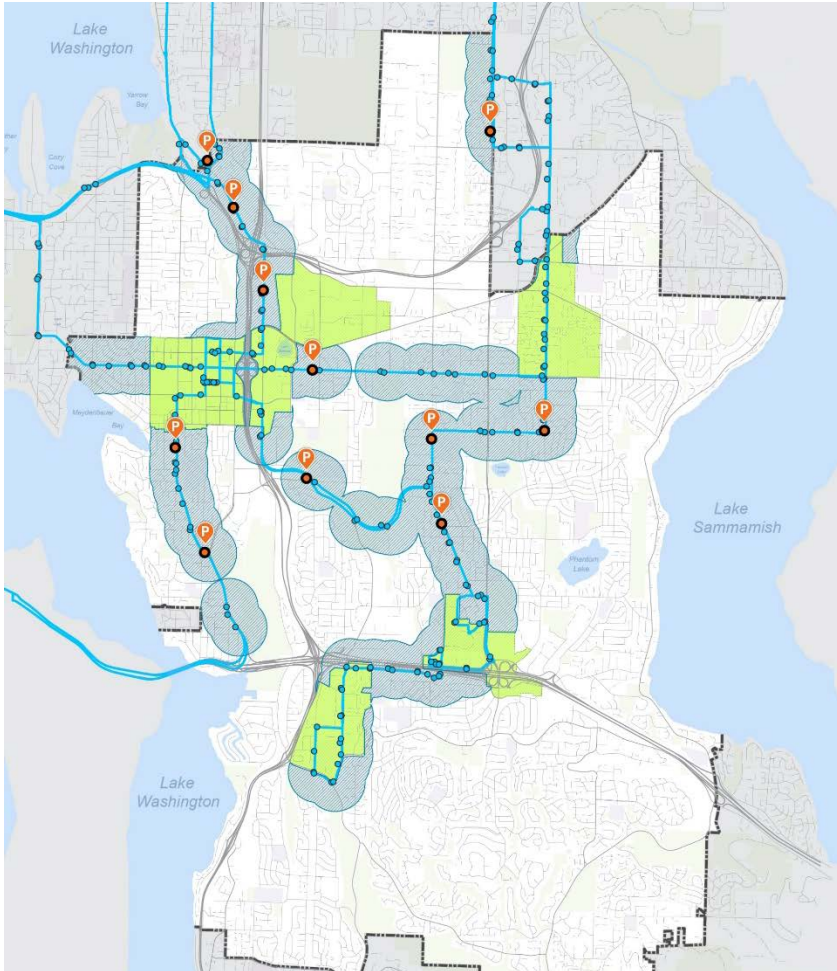 Lake
Washington
Yarrow
Bay
Cozy
Cove
P
P
P
P
P
Meydenbauer
Bay
P
P
P
P
P
P
Lake
Sammamish
Phantom
Lake
Lake
Washington